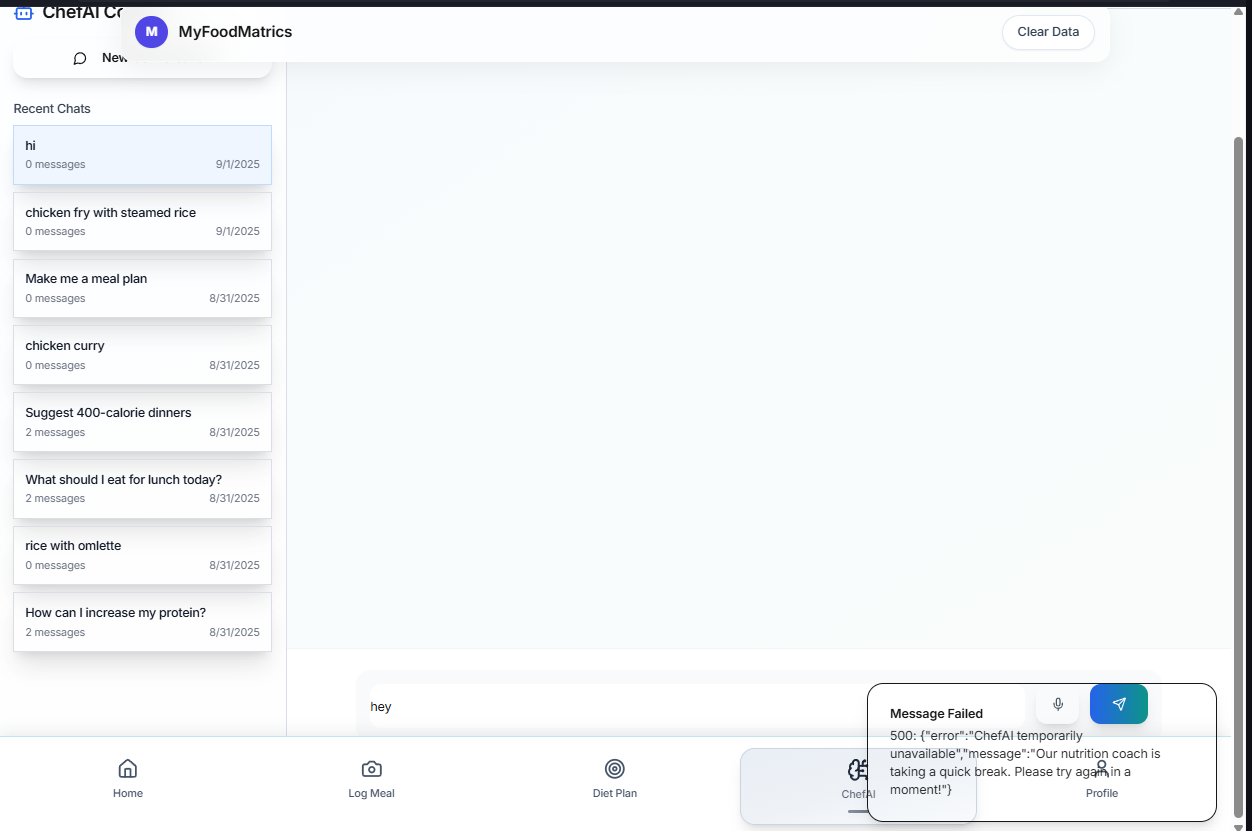 ChefAI Co
M
MyFoodMatrics
Clear Data
New
Recent Chats
hi
0 messages
9/1/2025
chicken fry with steamed rice
0 messages
9/1/2025
Make me a meal plan
0 messages
8/31/2025
chicken curry
0 messages
8/31/2025
Suggest 400-calorie dinners
2 messages
8/31/2025
What should I eat for lunch today?
2 messages
8/31/2025
rice with omlette
0 messages
8/31/2025
How can I increase my protein?
2 messages
8/31/2025
hey
Message Failed
500: {"error":"ChefAI temporarily
unavailable","message":"Our nutrition coach is
taking a quick break. Please try again in a
moment!"}
Home
Log Meal
Diet Plan
ChefAI
Profile